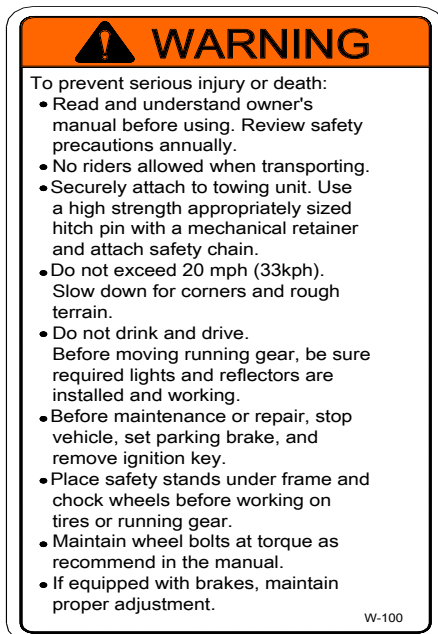 WARNING
To prevent serious injury or death:
• Read and understand owner's
manual before using. Review safety
precautions annually.
• No riders allowed when transporting.
• Securely attach to towing unit. Use
a high strength appropriately sized
hitch pin with a mechanical retainer
and attach safety chain.
• Do not exceed 20 mph (33kph).
Slow down for corners and rough
terrain.
• Do not drink and drive.
Before moving running gear, be sure
required lights and reflectors are
installed and working.
• Before maintenance or repair, stop
vehicle, set parking brake, and
remove ignition key.
• Place safety stands under frame and
chock wheels before working on
tires or running gear.
• Maintain wheel bolts at torque as
recommend in the manual.
• If equipped with brakes, maintain
proper adjustment.
W-100